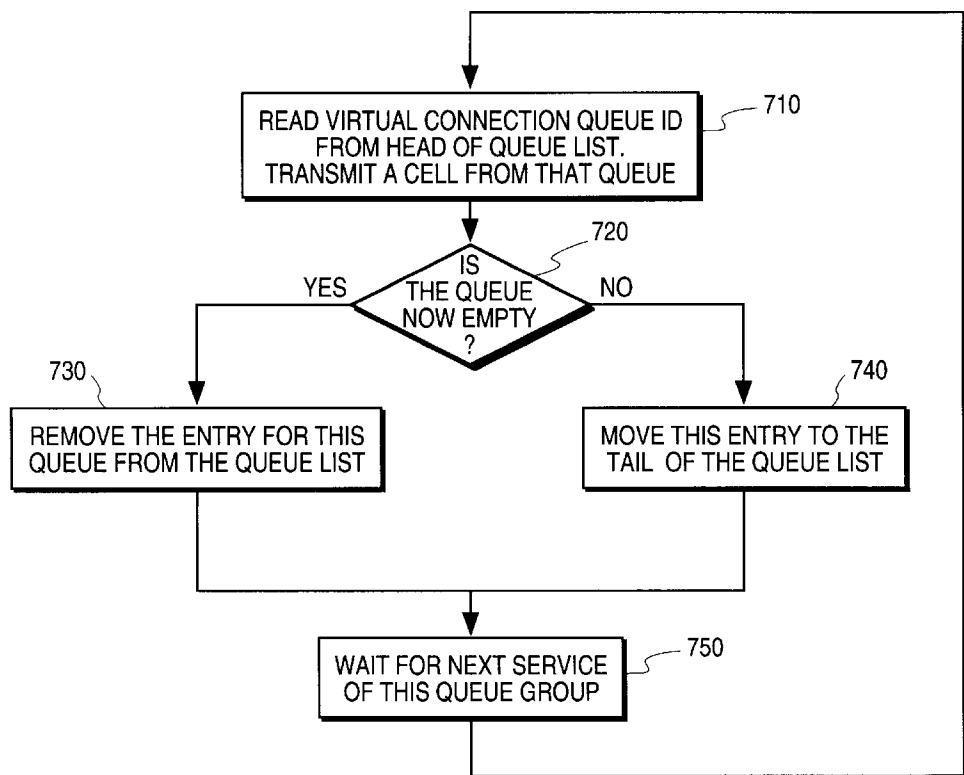 READ VIRTUAL CONNECTION QUEUE ID
FROM HEAD OF QUEUE LIST.
TRANSMIT A CELL FROM THAT QUEUE
710
IS
THE QUEUE
NOW EMPTY
?
720
YES
NO
730
REMOVE THE ENTRY FOR THIS
QUEUE FROM THE QUEUE LIST
740
MOVE THIS ENTRY TO THE
TAIL OF THE QUEUE LIST
WAIT FOR NEXT SERVICE
OF THIS QUEUE GROUP
750